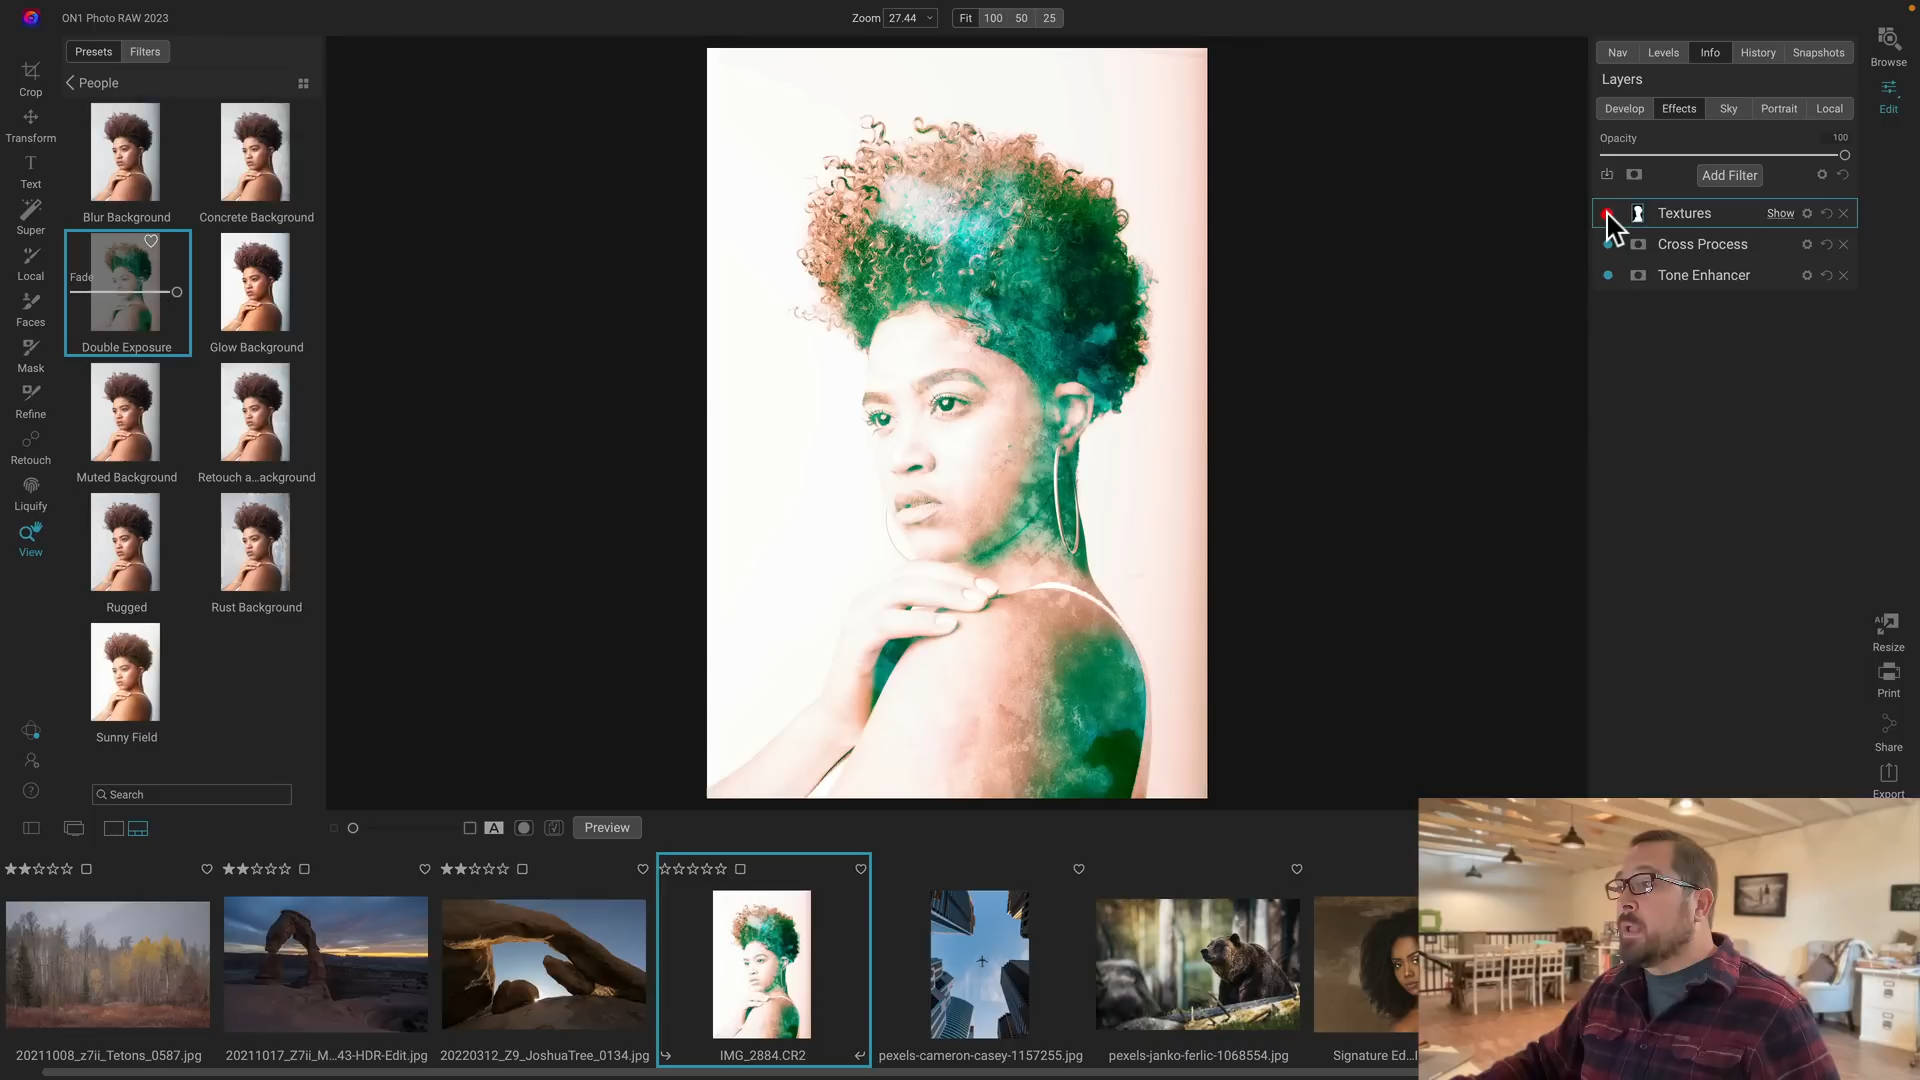 ON1 Photo RAW 2023
Zoom 27.44 Fit 100 50 25
Presets Filters
People
Crop
Transform
Text
Super
Local
Faces
Mask
Refine
Retouch
Liquify
View
Blur Background Concrete Background
Fade
Double Exposure Glow Background
Muted Background Retouch a...ackground
Rugged Rust Background
Sunny Field
Search
Nav Levels Info History Snapshots
Layers
Develop Effects Sky Portrait Local
Opacity 100
Add Filter
Textures Show
Cross Process
Tone Enhancer
Browse
Edit
Resize
Print
Share
Export
A Preview
20211008_z7ii_Tetons_0587.jpg 20211017_Z7ii_M...43-HDR-Edit.jpg 20220312_Z9_JoshuaTree_0134.jpg IMG_2884.CR2 pexels-cameron-casey-1157255.jpg pexels-janko-ferlic-1068554.jpg Signature Ed...I